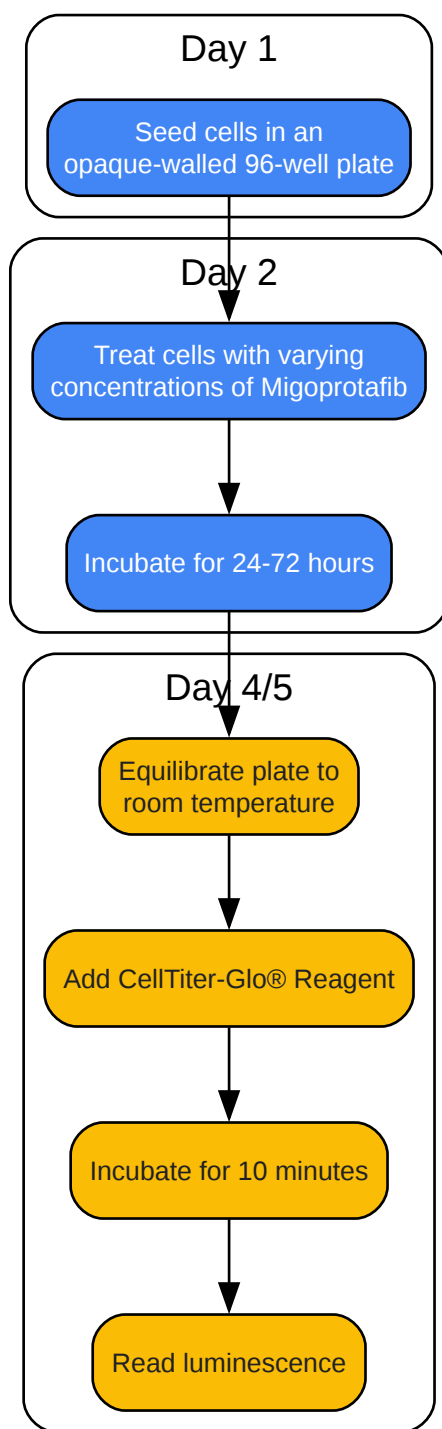 Day 1
Seed cells in an
opaque-walled 96-well plate
Day 2
Treat cells with varying
concentrations of Migoprotafib
Incubate for 24-72 hours
Day 4/5
Equilibrate plate to
room temperature
Add CellTiter-Glo® Reagent
Incubate for 10 minutes
Read luminescence